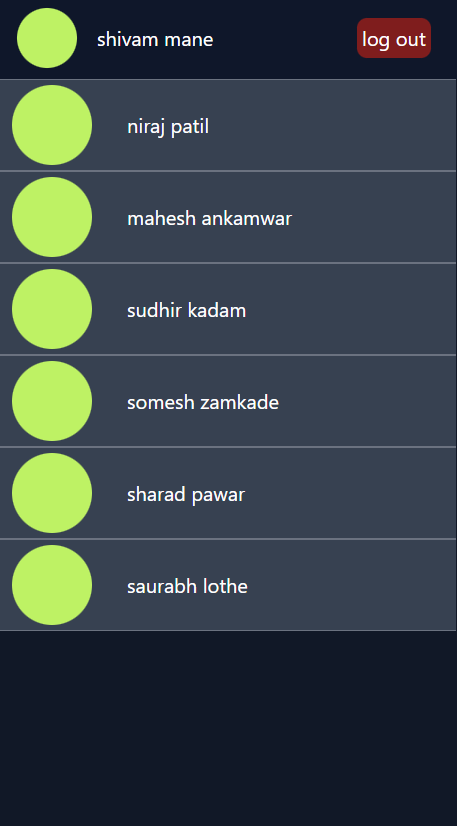 shivam mane
log out
niraj patil
mahesh ankamwar
sudhir kadam
somesh zamkade
sharad pawar
saurabh lothe